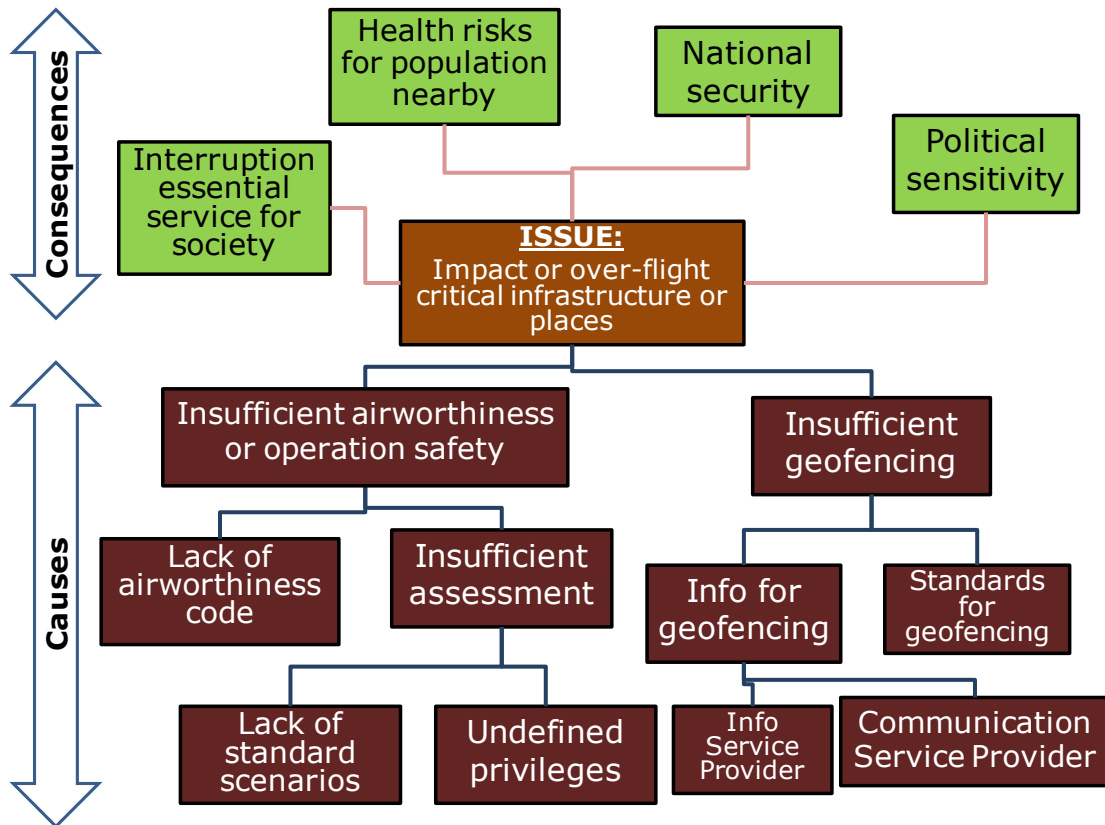 Consequences
Health risks
for population
nearby
National
security
Interruption
essential
service for
society
Political
sensitivity
ISSUE:
Impact or over-flight
critical infrastructure or
places
Causes
Insufficient airworthiness
or operation safety
Insufficient
geofencing
Lack of
airworthiness
code
Insufficient
assessment
Info for
geofencing
Standards
for
geofencing
Lack of
standard
scenarios
Undefined
privileges
Info
Service
Provider
Communication
Service Provider